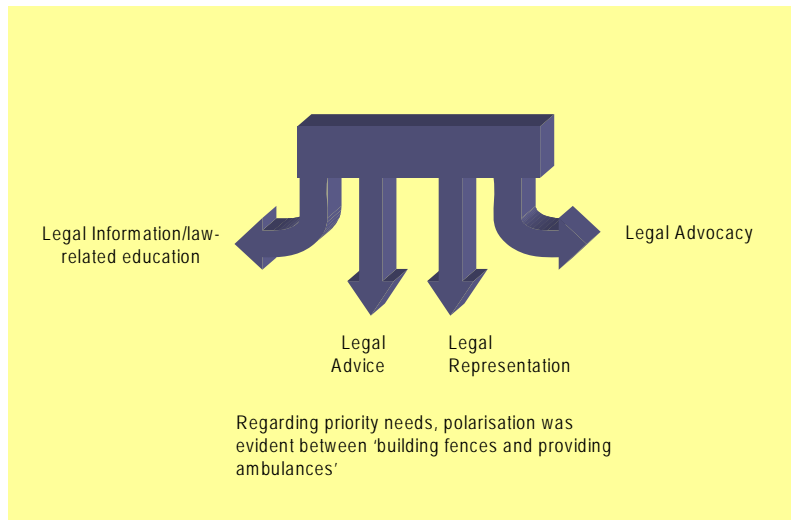 Legal Information/law-
related education
Legal Advocacy
Legal
Advice
Legal
Representation
Regarding priority needs, polarisation was
evident between ‘building fences and providing
ambulances’